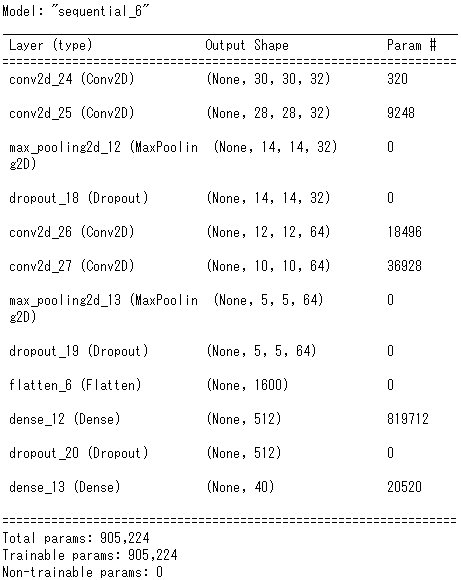 Model: "sequential_6"
Layer (type) Output Shape Param #
conv2d_24 (Conv2D) (None, 30, 30, 32) 320
conv2d_25 (Conv2D) (None, 28, 28, 32) 9248
max_pooling2d_12 (MaxPoolin (None, 14, 14, 32) 0
g2D)
dropout_18 (Dropout) (None, 14, 14, 32) 0
conv2d_26 (Conv2D) (None, 12, 12, 64) 18496
conv2d_27 (Conv2D) (None, 10, 10, 64) 36928
max_pooling2d_13 (MaxPoolin (None, 5, 5, 64) 0
g2D)
dropout_19 (Dropout) (None, 5, 5, 64) 0
flatten_6 (Flatten) (None, 1600) 0
dense_12 (Dense) (None, 512) 819712
dropout_20 (Dropout) (None, 512) 0
dense_13 (Dense) (None, 40) 20520
Total params: 905,224
Trainable params: 905,224
Non-trainable params: 0